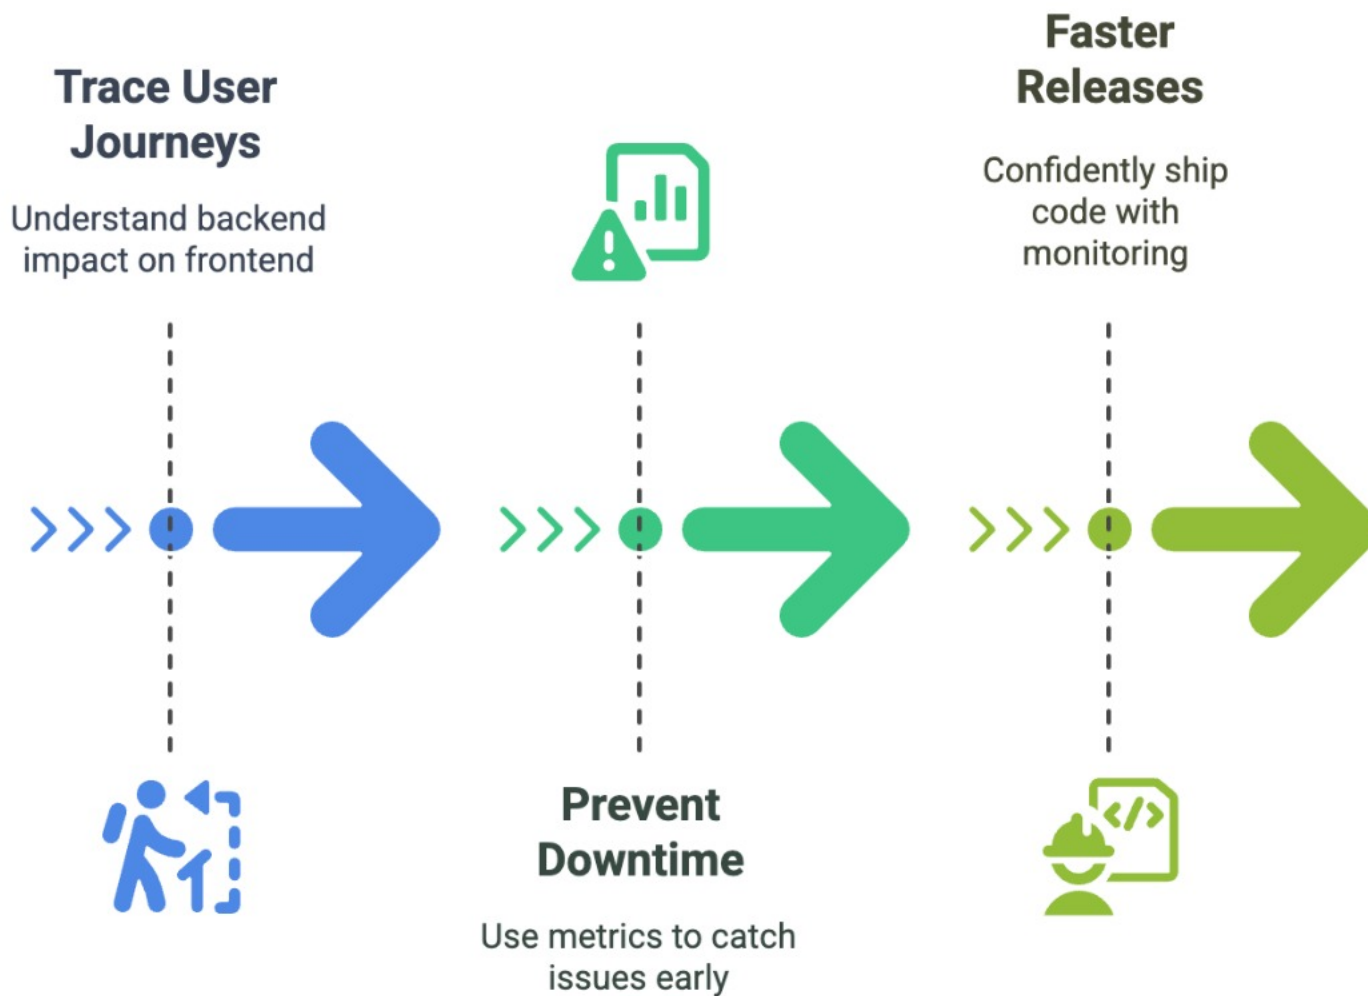 Trace User
Journeys
Understand backend
impact on frontend
Prevent
Downtime
Use metrics to catch
issues early
Faster
Releases
Confidently ship
code with
monitoring
</>